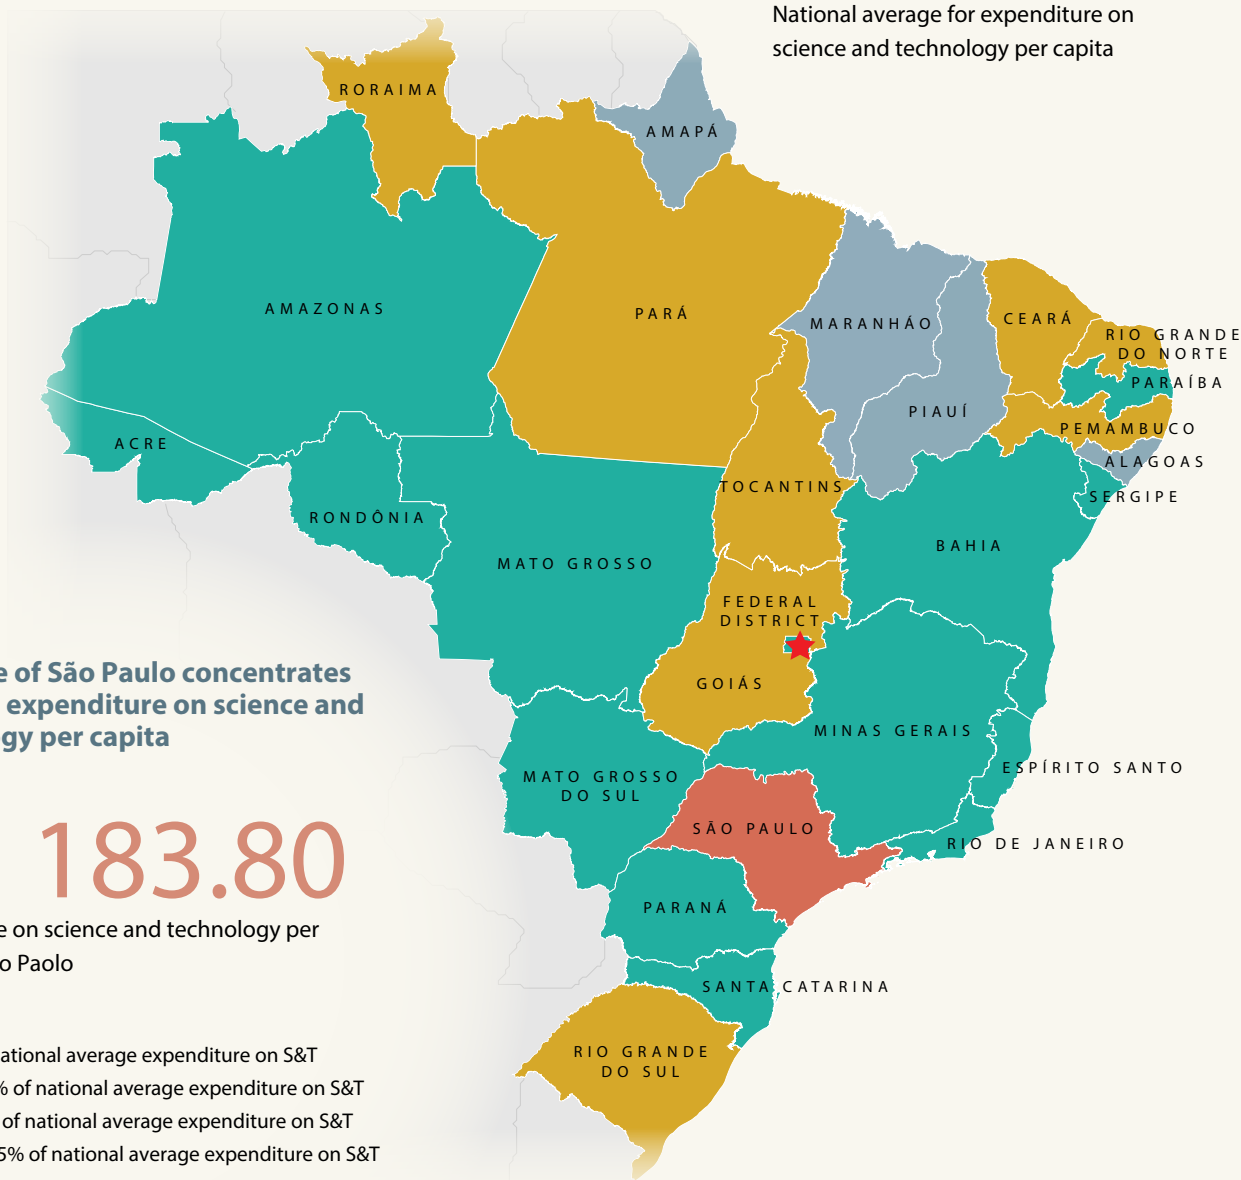 National average for expenditure on
science and technology per capita
RORAIMA
AMAPÁ
AMAZONAS
PARÁ
MARANHÁO
CEARÁ
RIO GRANDE
DO NORTE
PARAÍBA
PIAUÍ
PEMAMBUCO
ACRE
ALAGOAS
TOCANTINS
SERGIPE
RONDÔNIA
BAHIA
MATO GROSSO
FEDERAL
DISTRICT
GOIÁS
MINAS GERAIS
e of São Paulo concentrates
expenditure on science and
gy per capita
ESPÍRITO SANTO
MATO GROSSO
DO SUL
SÃO PAULO
RIO DE JANEIRO
183.80
PARANÁ
e on science and technology per
o Paolo
SANTA CATARINA
RIO GRANDE
DO SUL
ational average expenditure on S&T
% of national average expenditure on S&T
of national average expenditure on S&T
5% of national average expenditure on S&T